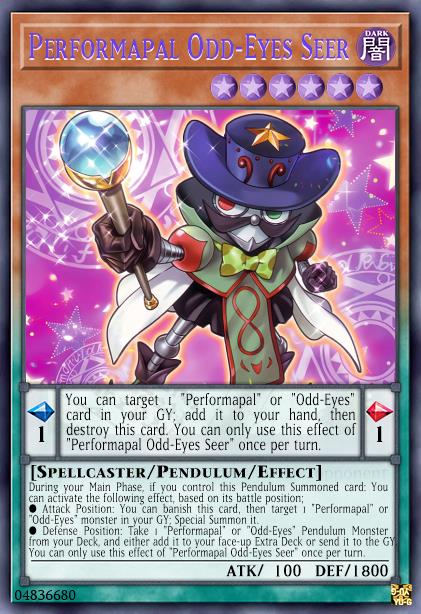 Performapal Odd-Eyes Seer
DARK
闇
You can target 1 "Performapal" or "Odd-Eyes"
card in your GY; add it to your hand, then
destroy this card. You can only use this effect of
"Performapal Odd-Eyes Seer" once per turn.
1
1
[Spellcaster/Pendulum/Effect]
During your Main Phase, if you control this Pendulum Summoned card: You
can activate the following effect, based on its battle position;
● Attack Position: You can banish this card, then target 1 "Performapal" or
"Odd-Eyes" monster in your GY; Special Summon it.
● Defense Position: Take 1 "Performapal" or "Odd-Eyes" Pendulum Monster
from your Deck, and either add it to your face-up Extra Deck or send it to the GY.
You can only use this effect of "Performapal Odd-Eyes Seer" once per turn.
ATK/ 100 DEF/1800
04836680